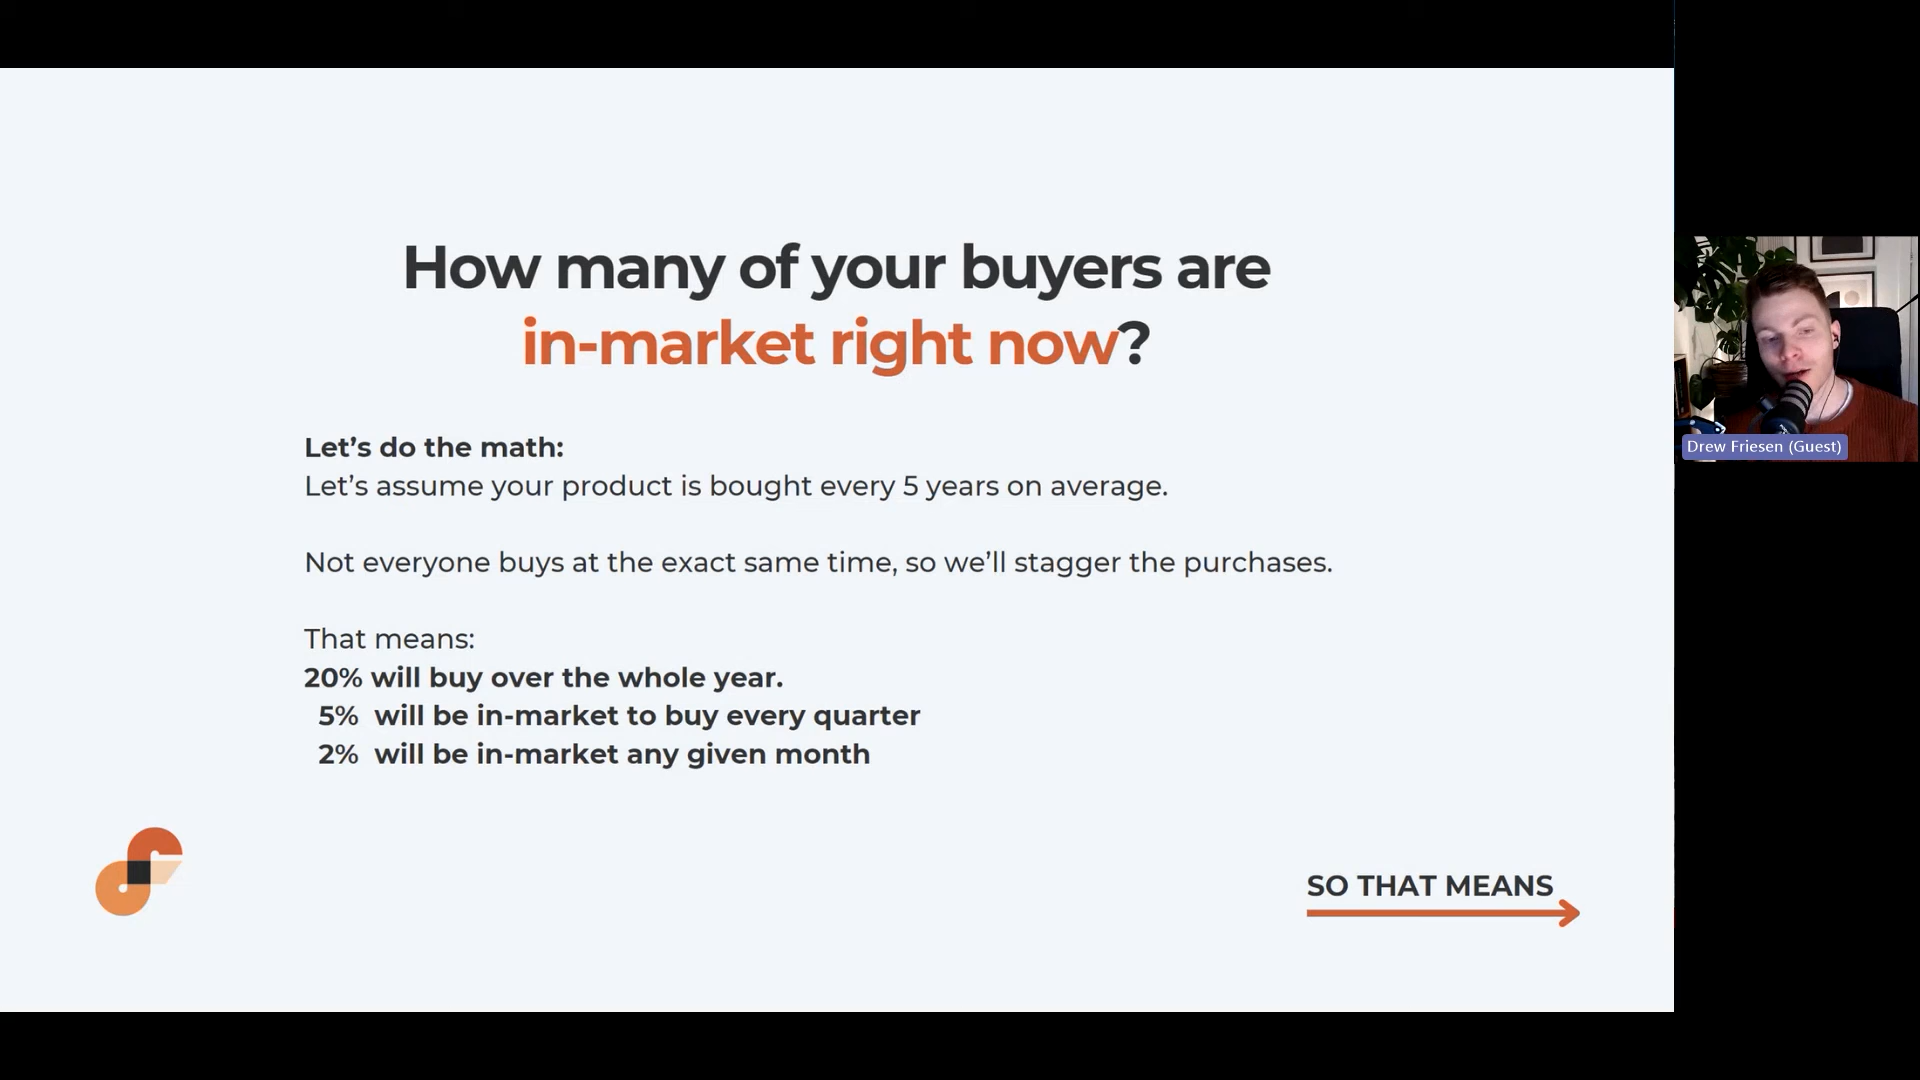 How many of your buyers are
in-market right now?
Let’s do the math:
Let’s assume your product is bought every 5 years on average.
Not everyone buys at the exact same time, so we’ll stagger the purchases.
That means:
20% will buy over the whole year.
5% will be in-market to buy every quarter
2% will be in-market any given month
SO THAT MEANS
Drew Friesen (Guest)